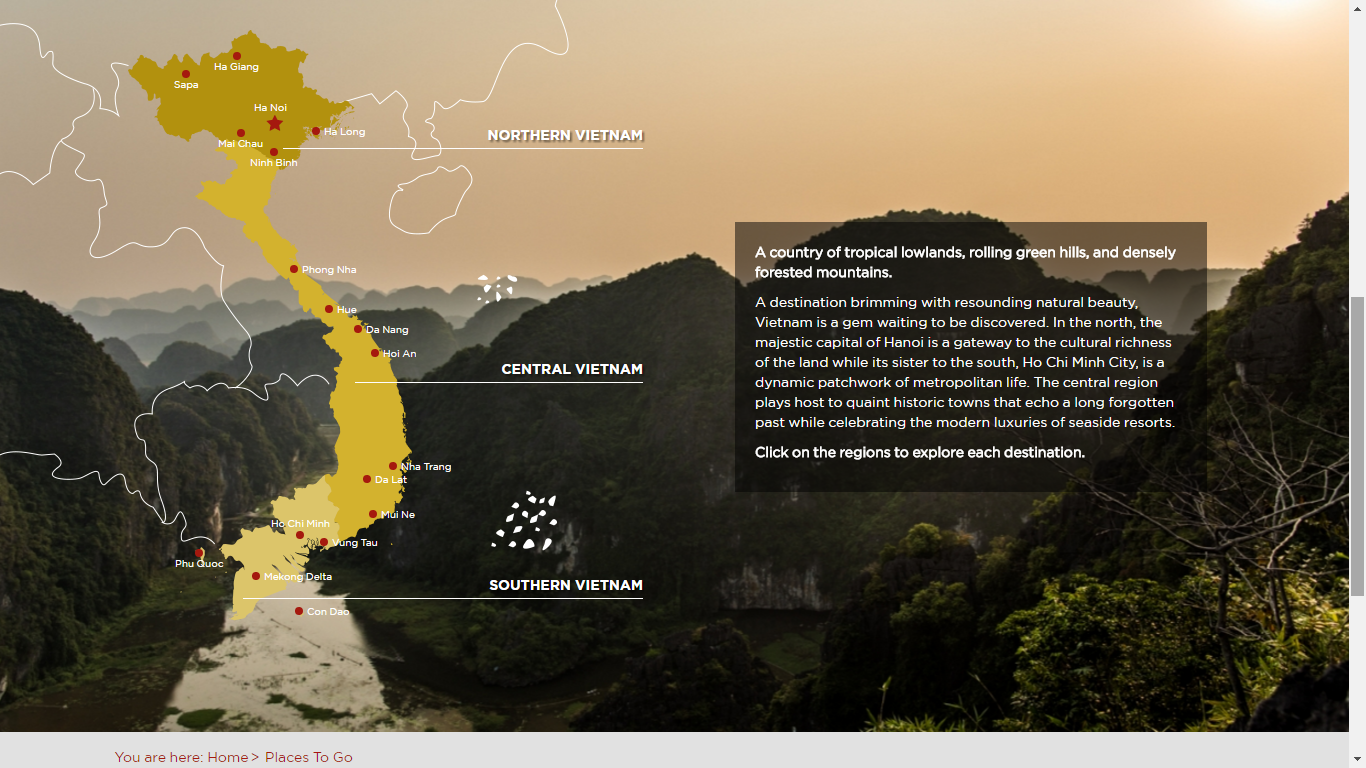 Ha Giang
Sapa
Ha Noi
Ha Long
Mai Chau
NORTHERN VIETNAM
Ninh Binh
Phong Nha
Hue
Da Nang
Hoi An
CENTRAL VIETNAM
Nha Trang
Da Lat
Mui Ne
Ho Chi Minh
Vung Tau
Phu Quoc
Mekong Delta
SOUTHERN VIETNAM
Con Dao
A country of tropical lowlands, rolling green hills, and densely
forested mountains.
A destination brimming with resounding natural beauty,
Vietnam is a gem waiting to be discovered. In the north, the
majestic capital of Hanoi is a gateway to the cultural richness
of the land while its sister to the south, Ho Chi Minh City, is a
dynamic patchwork of metropolitan life. The central region
plays host to quaint historic towns that echo a long forgotten
past while celebrating the modern luxuries of seaside resorts.
Click on the regions to explore each destination.
You are here: Home > Places To Go